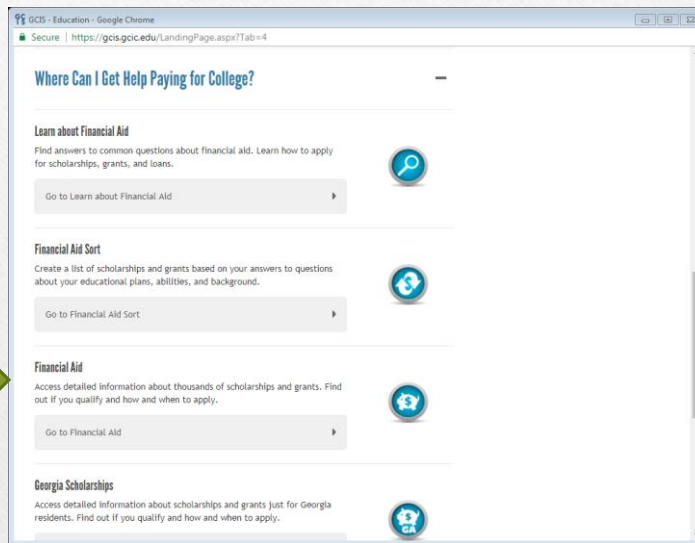 GCIS - Education - Google Chrome
Secure | https://gcis.gcic.edu/LandingPage.aspx?Tab=4
Where Can I Get Help Paying for College?
Learn about Financial Aid
Find answers to common questions about financial aid. Learn how to apply
for scholarships, grants, and loans.
Go to Learn about Financial Aid
Financial Aid Sort
Create a list of scholarships and grants based on your answers to questions
about your educational plans, abilities, and background.
Go to Financial Aid Sort
Financial Aid
Access detailed information about thousands of scholarships and grants. Find
out if you qualify and how and when to apply.
Go to Financial Aid
Georgia Scholarships
Access detailed information about scholarships and grants just for Georgia
residents. Find out if you qualify and how and when to apply.
GA